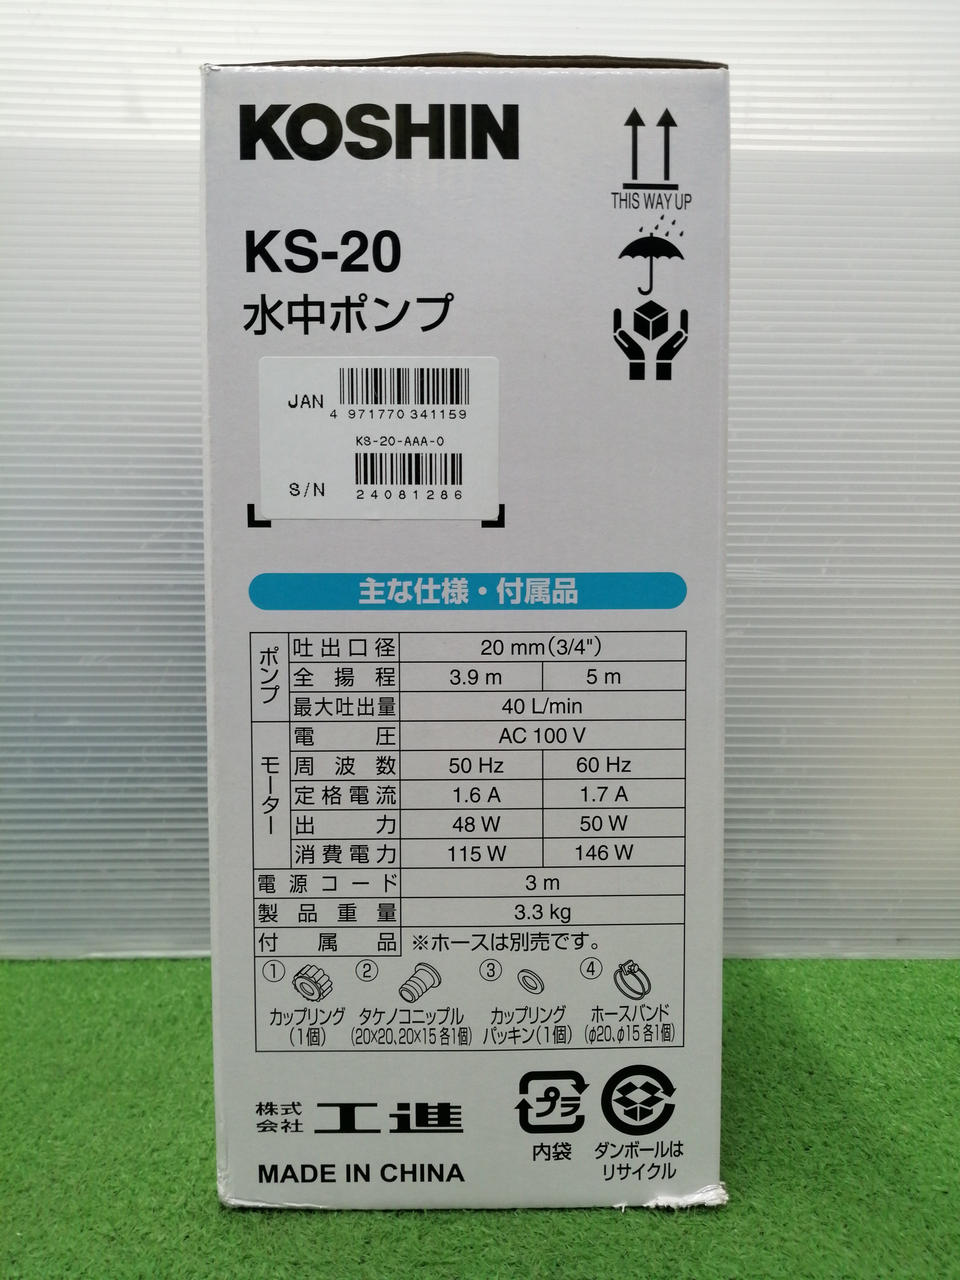 KOSHIN
THIS WAY UP
KS-20
水中ポンプ
JAN
4 971770 341159
KS-20-AAA-0
S/N
24081286
主な仕様・付属品
ポンプ
吐出口径 20 mm(3/4")
全揚程 3.9 m 5 m
最大吐出量 40 L/min
モーター
電圧 AC 100 V
周波数 50 Hz 60 Hz
定格電流 1.6 A 1.7 A
出力 48 W 50 W
消費電力 115 W 146 W
電源コード 3 m
製品重量 3.3 kg
付属品 ※ホースは別売です。
① ② ③ ④
カップリング タケノコニップル カップリング ホースバンド
(1個) (20×20、20×15 各1個) パッキン(1個) (φ20、φ15 各1個)
株式会社 工進
プラ
内袋
ダンボールは
リサイクル
MADE IN CHINA